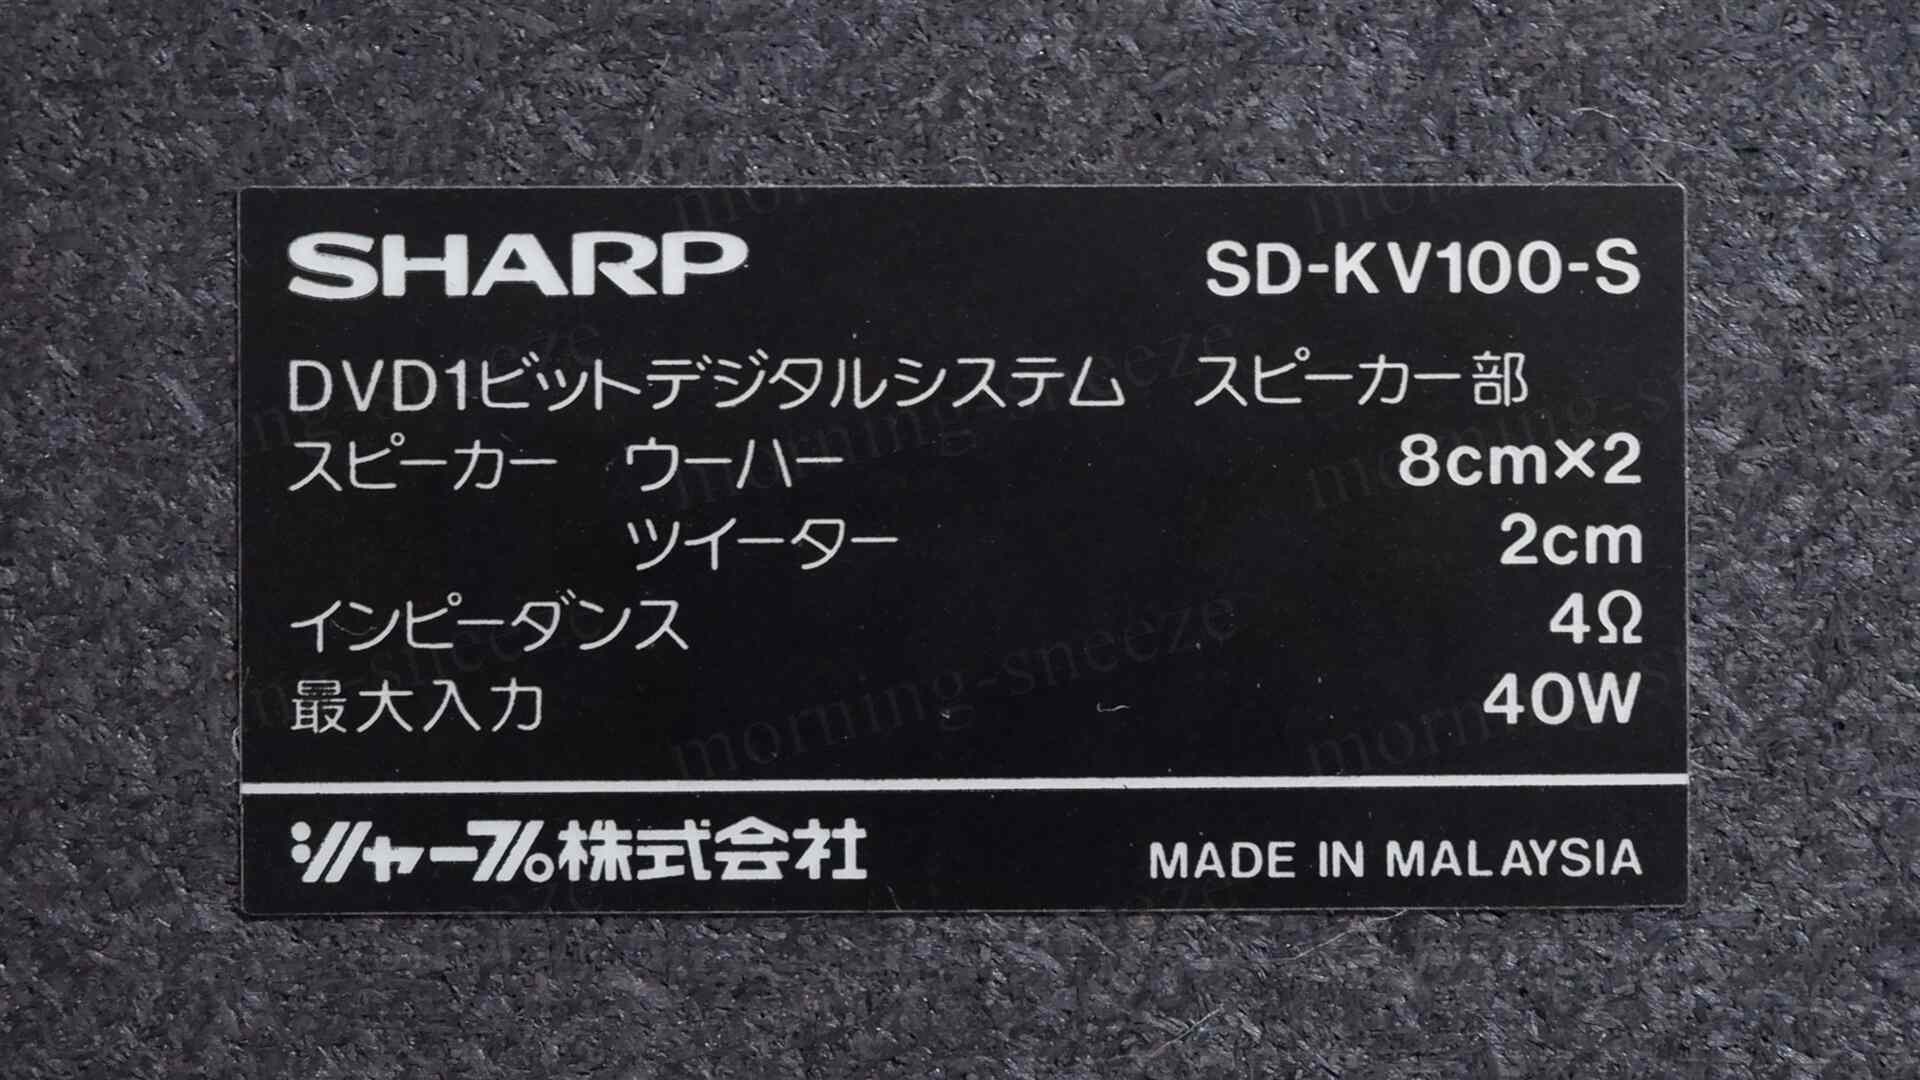 SHARP SD-KV100-S
DVD1ビットデジタルシステム スピーカー部
スピーカー ウーハー 8cm×2
ツイーター 2cm
インピーダンス 4Ω
最大入力 40W
シャープ株式会社 MADE IN MALAYSIA
morning-sneeze